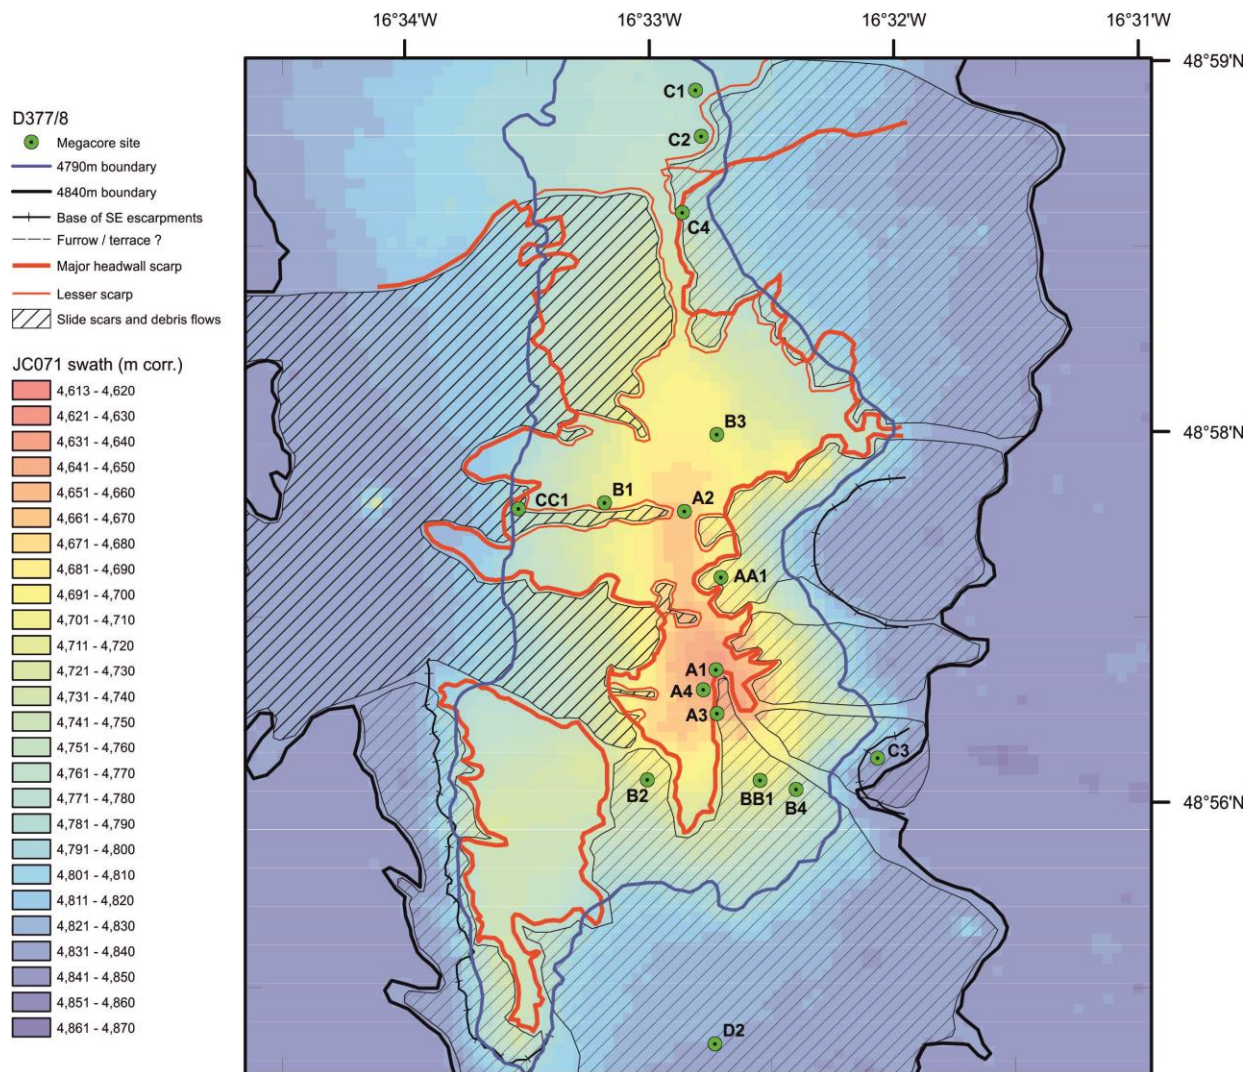 16°34'W 16°33'W 16°32'W 16°31'W
48°59'N
48°58'N
48°56'N
D377/8
Megacore site
4790m boundary
4840m boundary
Base of SE escarpments
Furrow / terrace ?
Major headwall scarp
Lesser scarp
Slide scars and debris flows
JC071 swath (m corr.)
4,613 - 4,620
4,621 - 4,630
4,631 - 4,640
4,641 - 4,650
4,651 - 4,660
4,661 - 4,670
4,671 - 4,680
4,681 - 4,690
4,691 - 4,700
4,701 - 4,710
4,711 - 4,720
4,721 - 4,730
4,731 - 4,740
4,741 - 4,750
4,751 - 4,760
4,761 - 4,770
4,771 - 4,780
4,781 - 4,790
4,791 - 4,800
4,801 - 4,810
4,811 - 4,820
4,821 - 4,830
4,831 - 4,840
4,841 - 4,850
4,851 - 4,860
4,861 - 4,870
C1
C2
C4
B3
CC1
B1
A2
AA1
A1
A4
A3
C3
B2
BB1
B4
D2